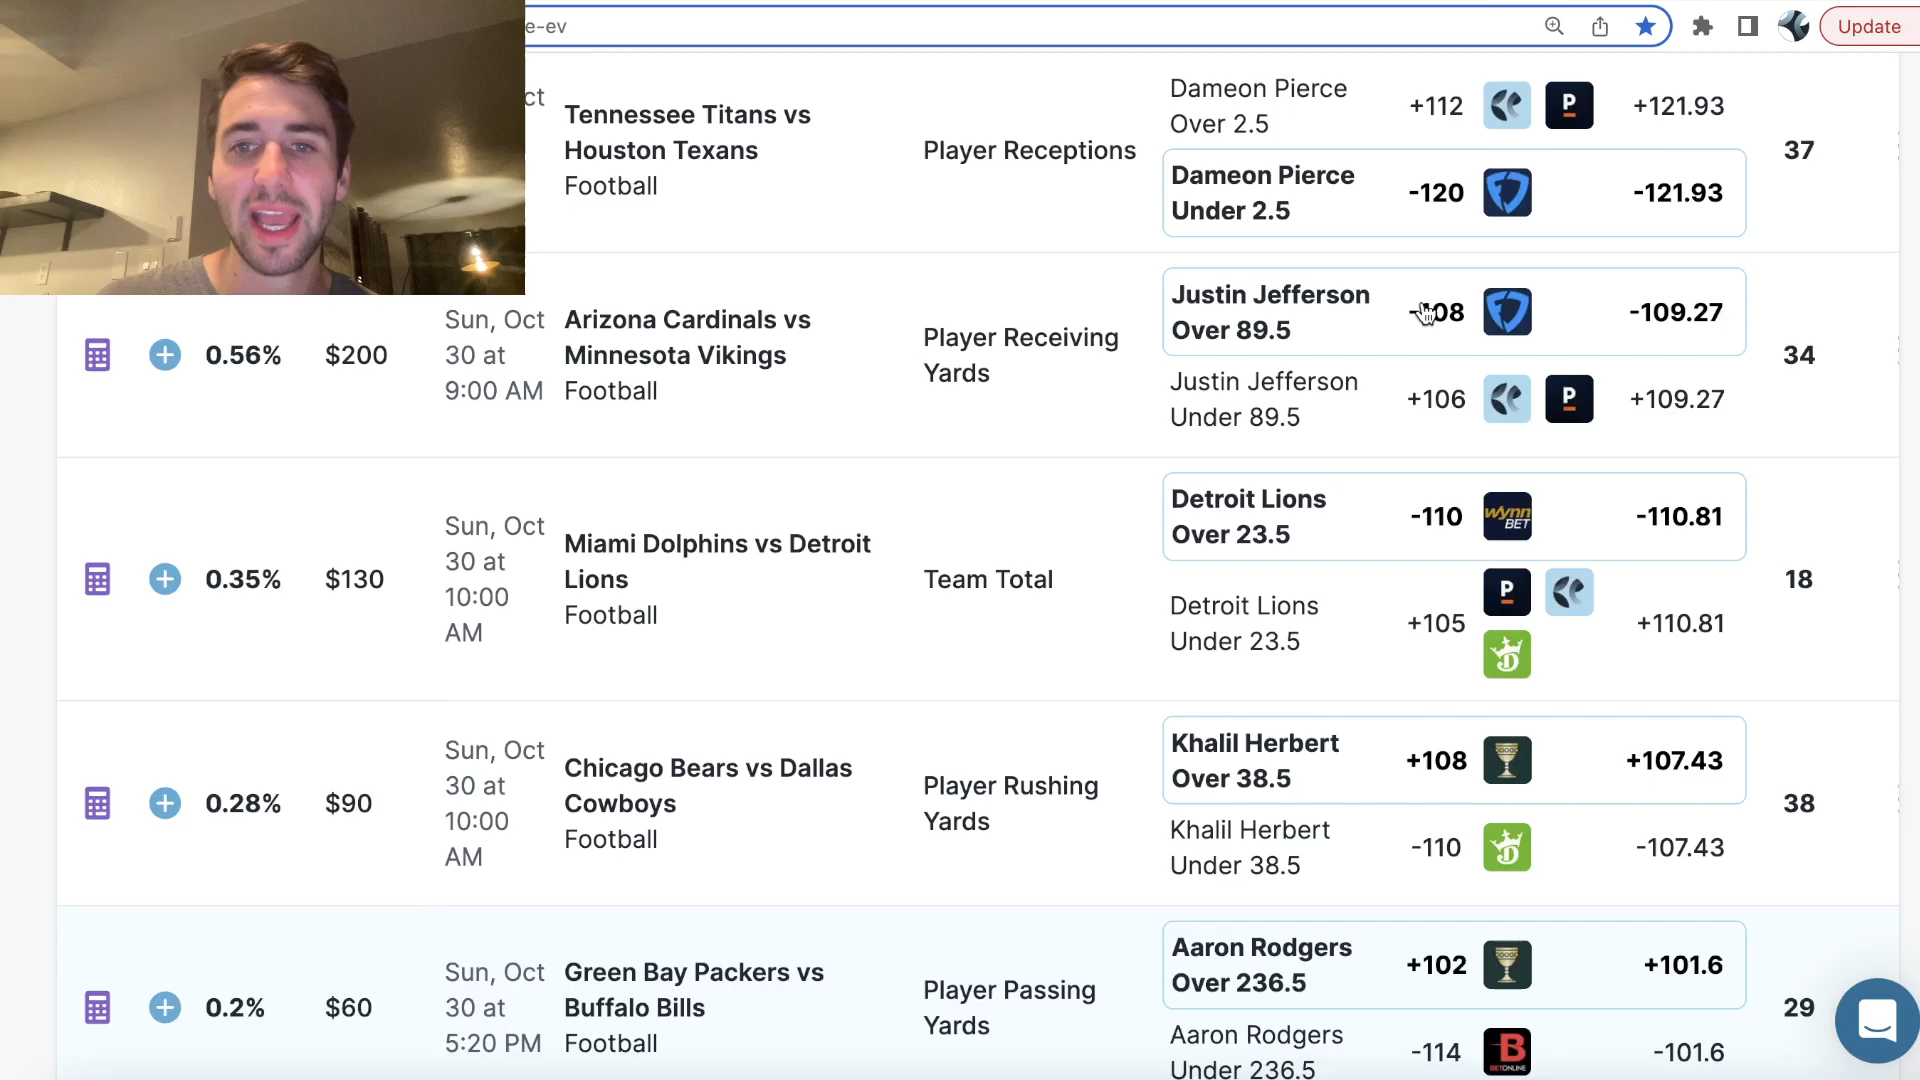 e-ev
Update
ct
Tennessee Titans vs
Houston Texans
Football
Player Receptions
Dameon Pierce
Over 2.5
+112
P
+121.93
Dameon Pierce
Under 2.5
-120
-121.93
37
0.56%
$200
Sun, Oct
30 at
9:00 AM
Arizona Cardinals vs
Minnesota Vikings
Football
Player Receiving
Yards
Justin Jefferson
Over 89.5
-108
-109.27
Justin Jefferson
Under 89.5
+106
P
+109.27
34
0.35%
$130
Sun, Oct
30 at
10:00
AM
Miami Dolphins vs Detroit
Lions
Football
Team Total
Detroit Lions
Over 23.5
-110
Wynn
BET
-110.81
Detroit Lions
Under 23.5
+105
P
+110.81
18
0.28%
$90
Sun, Oct
30 at
10:00
AM
Chicago Bears vs Dallas
Cowboys
Football
Player Rushing
Yards
Khalil Herbert
Over 38.5
+108
+107.43
Khalil Herbert
Under 38.5
-110
-107.43
38
0.2%
$60
Sun, Oct
30 at
5:20 PM
Green Bay Packers vs
Buffalo Bills
Football
Player Passing
Yards
Aaron Rodgers
Over 236.5
+102
+101.6
Aaron Rodgers
Under 236.5
-114
B
BETONLINE
-101.6
29